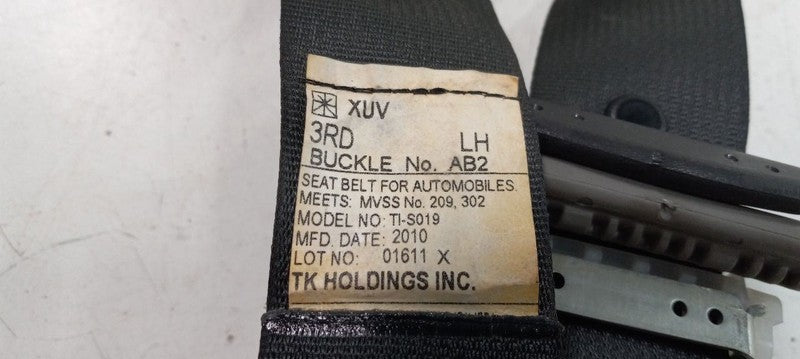 XUV
3RD LH
BUCKLE No. AB2
SEAT BELT FOR AUTOMOBILES.
MEETS: MVSS No. 209, 302
MODEL NO: TI-S019
MFD. DATE: 2010
LOT NO: 01611 X
TK HOLDINGS INC.